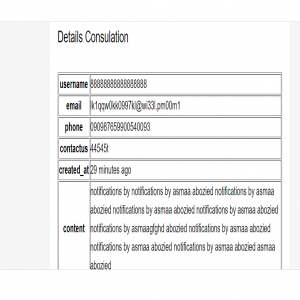 Details Consulation
username 88888888888888888
email lk1qqw0kk0997kl@wi33l.pm00m1
phone 090987659900540093
contactus 44545t
created_at 29 minutes ago
content notifications by notifications by asmaa abozied notifications by asmaa
abozied notifications by asmaa abozied notifications by asmaa abozied
notifications by asmaagfghd abozied notifications by asmaa abozied
notifications by asmaa abozied notifications by asmaa abozied asmaa
abozied